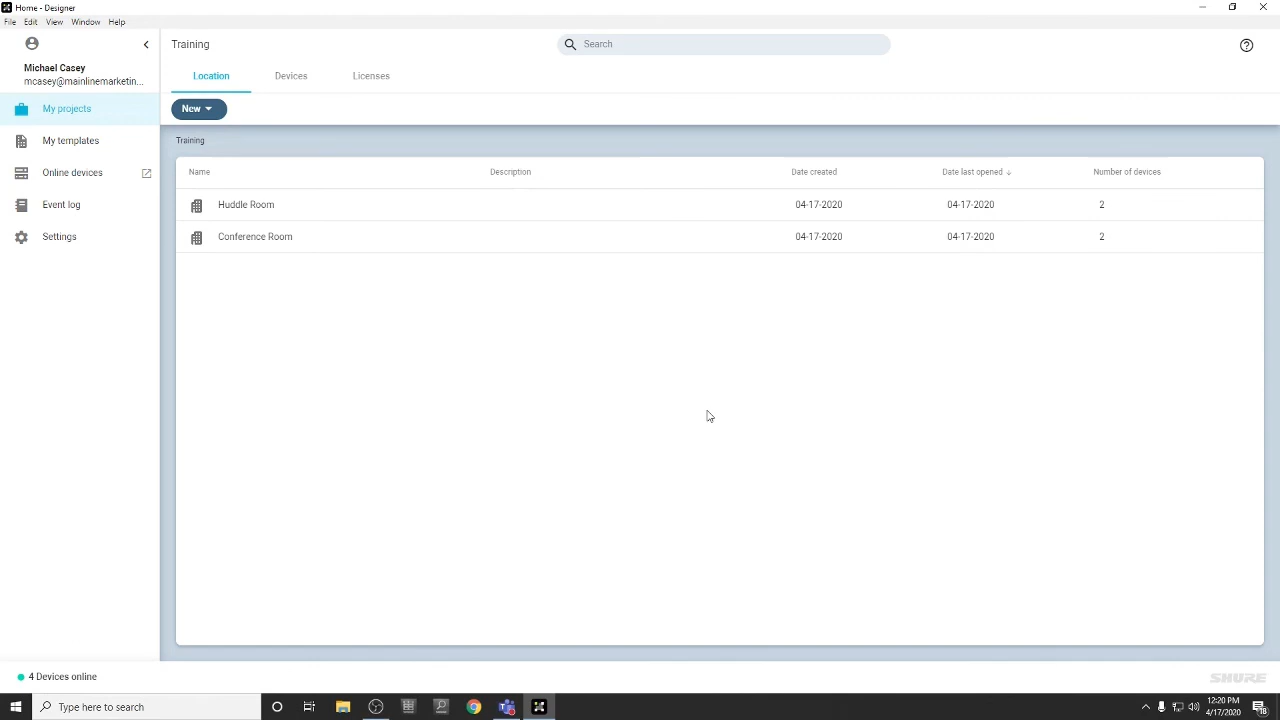 Home - Designer
File Edit View Window Help
Training
Search
Michael Casey
mcasey@mainlinemarketin...
Location Devices Licenses
My projects
New
My templates
Training
Online devices
Name Description Date created Date last opened ↓ Number of devices
Event log
Huddle Room 04-17-2020 04-17-2020 2
Settings
Conference Room 04-17-2020 04-17-2020 2
4 Devices online
SHURE
Type here to search
12:20 PM
4/17/2020
18